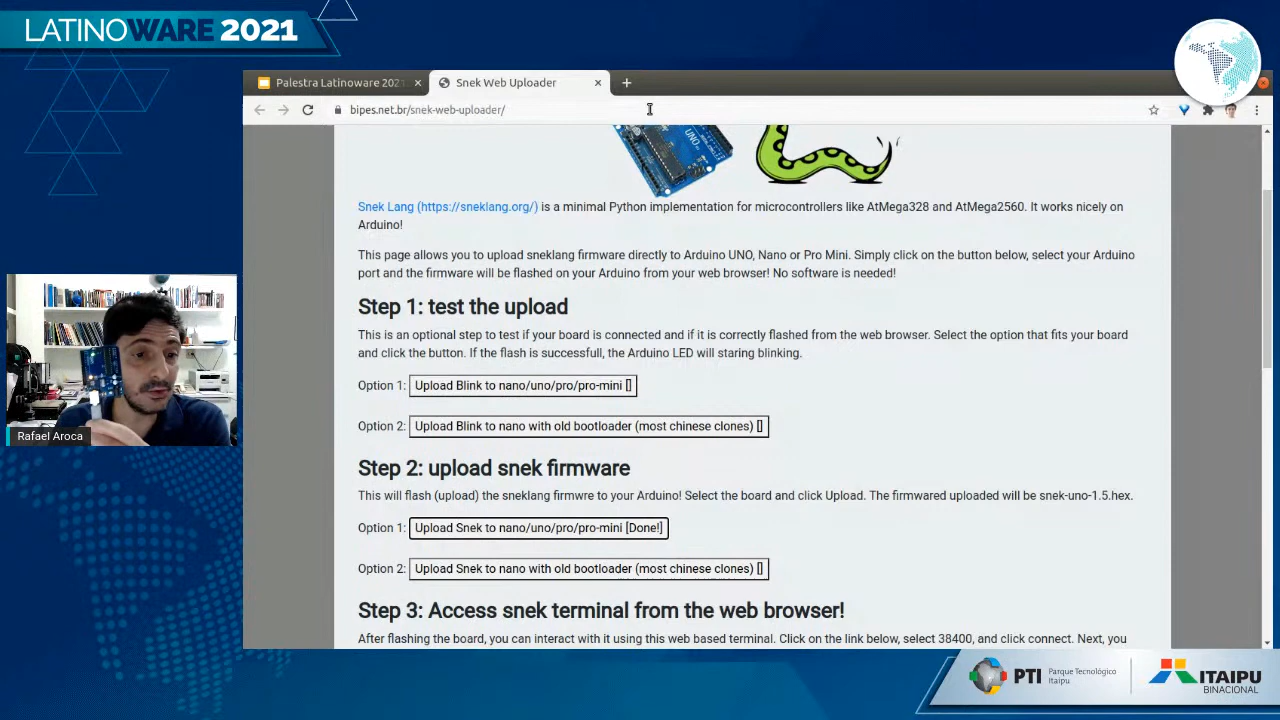 LATINOWARE 2021
Palestra Latinoware 2021
Snek Web Uploader
bipes.net.br/snek-web-uploader/
UNO
Snek Lang (https://sneklang.org/) is a minimal Python implementation for microcontrollers like AtMega328 and AtMega2560. It works nicely on
Arduino!
This page allows you to upload sneklang firmware directly to Arduino UNO, Nano or Pro Mini. Simply click on the button below, select your Arduino
port and the firmware will be flashed on your Arduino from your web browser! No software is needed!
Step 1: test the upload
This is an optional step to test if your board is connected and if it is correctly flashed from the web browser. Select the option that fits your board
and click the button. If the flash is successfull, the Arduino LED will staring blinking.
Option 1: Upload Blink to nano/uno/pro/pro-mini []
Option 2: Upload Blink to nano with old bootloader (most chinese clones) []
Step 2: upload snek firmware
This will flash (upload) the sneklang firmwre to your Arduino! Select the board and click Upload. The firmwared uploaded will be snek-uno-1.5.hex.
Option 1: Upload Snek to nano/uno/pro/pro-mini [Done!]
Option 2: Upload Snek to nano with old bootloader (most chinese clones) []
Step 3: Access snek terminal from the web browser!
After flashing the board, you can interact with it using this web based terminal. Click on the link below, select 38400, and click connect. Next, you
Rafael Aroca
PTI Parque Tecnológico
Itaipu
ITAIPU
BINACIONAL